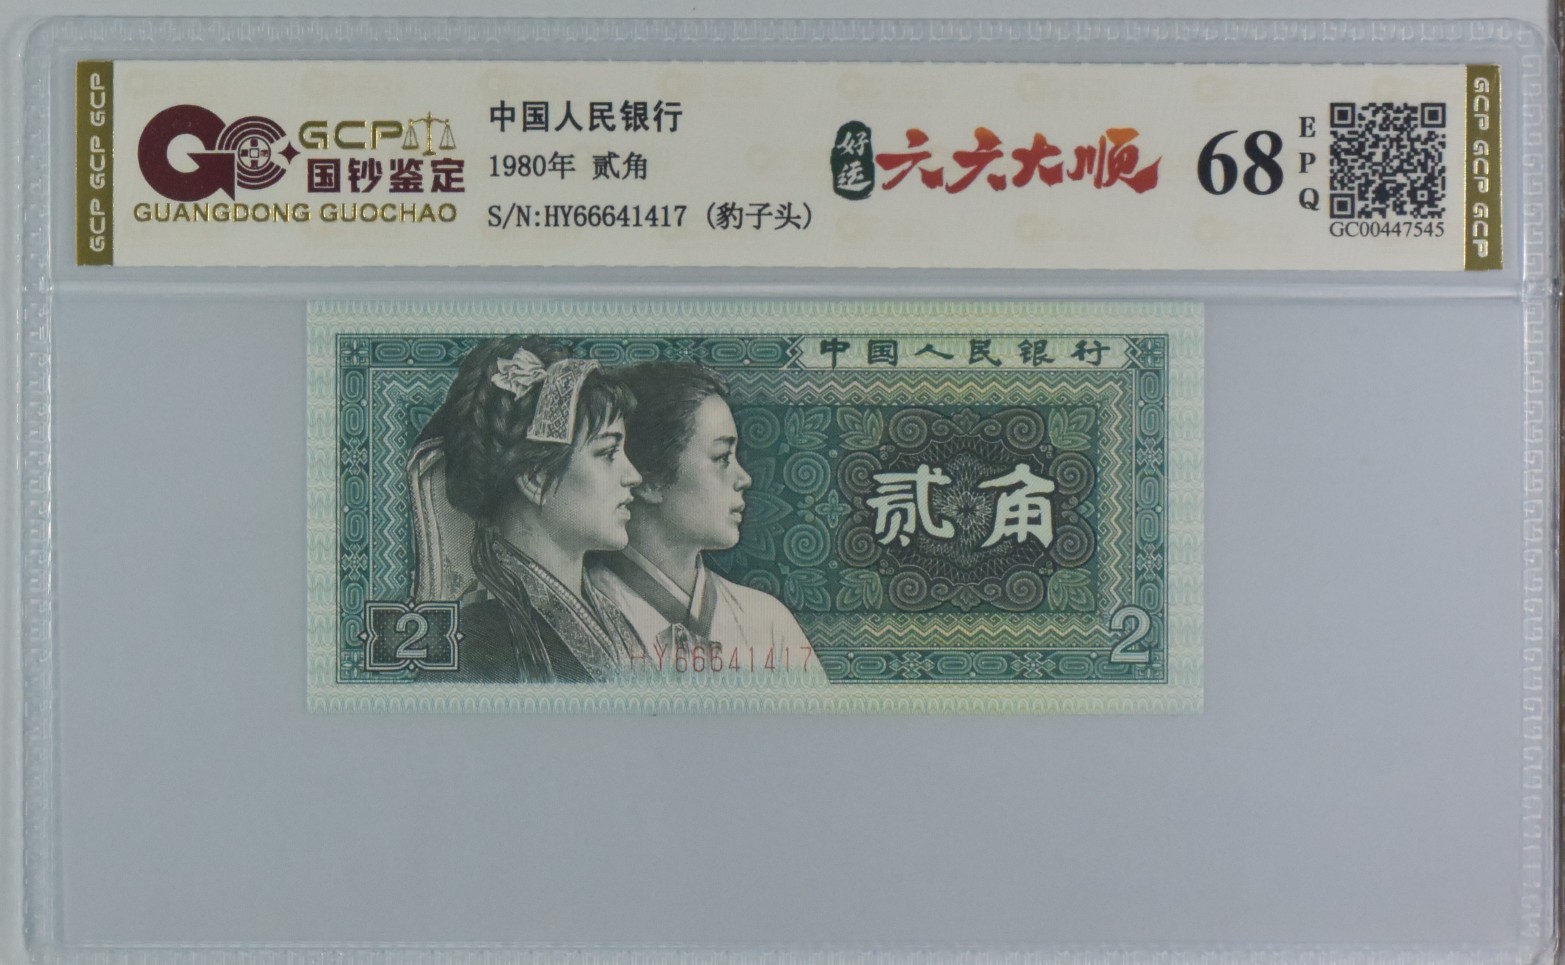 GCP GCP GCP
GCP
国钞鉴定
GUANGDONG GUOCHAO
中国人民银行
1980年 贰角
S/N:HY66641417 (豹子头)
好运
六六大顺
68
EPQ
GC00447545
GCP GCP GCP
中国人民银行
贰角
2
2
HY66641417